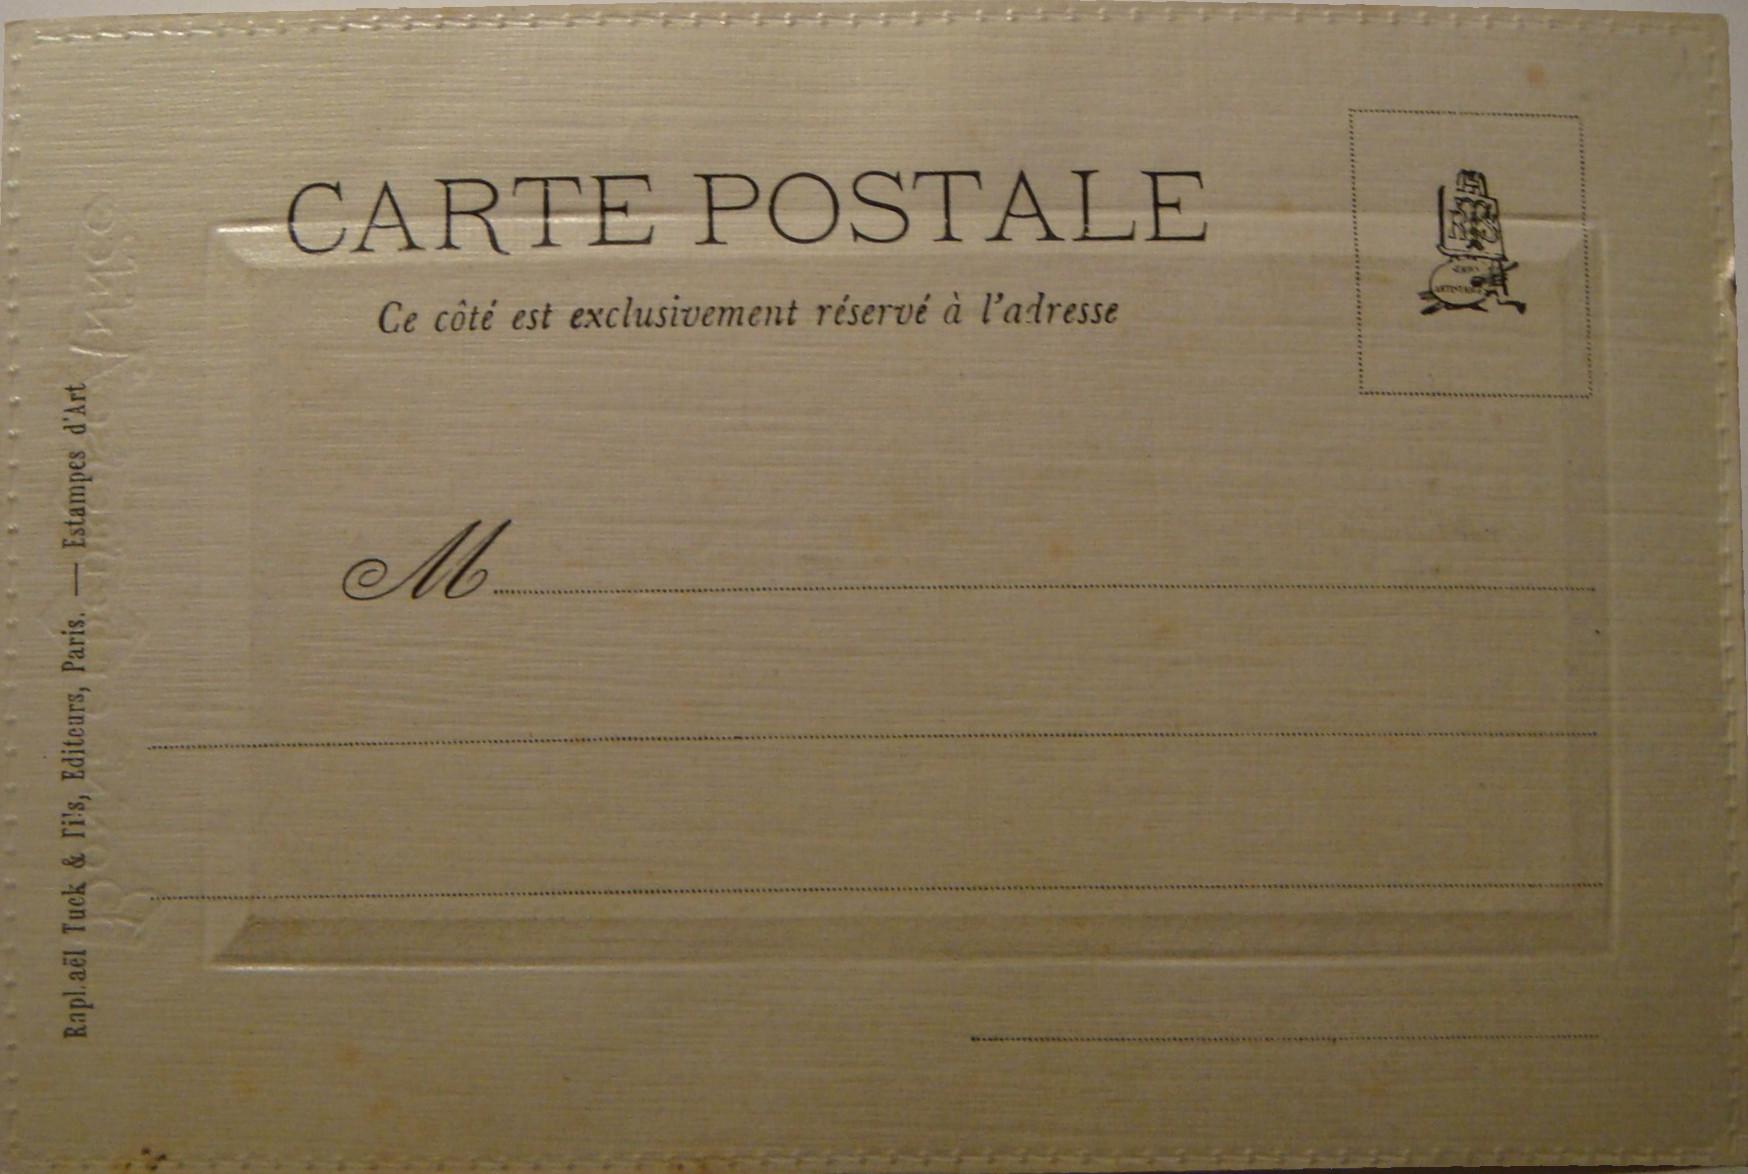 CARTE POSTALE
Ce côté est exclusivement réservé à l'adresse
M
Raphaël Tuck & Fils, Editeurs, Paris. — Estampes d'Art